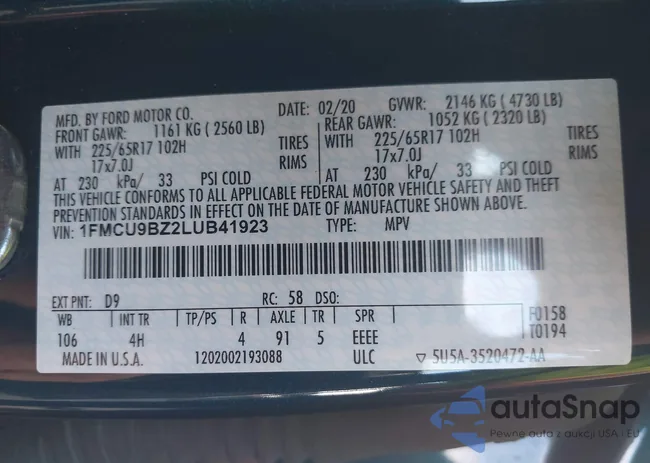 MFD. BY FORD MOTOR CO. DATE: 02/20 GVWR: 2146 KG ( 4730 LB)
FRONT GAWR: 1161 KG ( 2560 LB) REAR GAWR: 1052 KG ( 2320 LB)
WITH 225/65R17 102H TIRES WITH 225/65R17 102H TIRES
17x7.0J RIMS 17x7.0J RIMS
AT 230 kPa/ 33 PSI COLD AT 230 kPa/ 33 PSI COLD
THIS VEHICLE CONFORMS TO ALL APPLICABLE FEDERAL MOTOR VEHICLE SAFETY AND THEFT
PREVENTION STANDARDS IN EFFECT ON THE DATE OF MANUFACTURE SHOWN ABOVE.
VIN: 1FMCU9BZ2LUB41923 TYPE: MPV
EXT PNT: D9 RC: 58 DSO: F0158
WB INT TR TP/PS R AXLE TR SPR T0194
106 4H 4 91 5 EEEE
MADE IN U.S.A. 1202002193088 ULC ▽ 5U5A-3520472-AA
autaSnap
Pewne auta z aukcji USA i EU